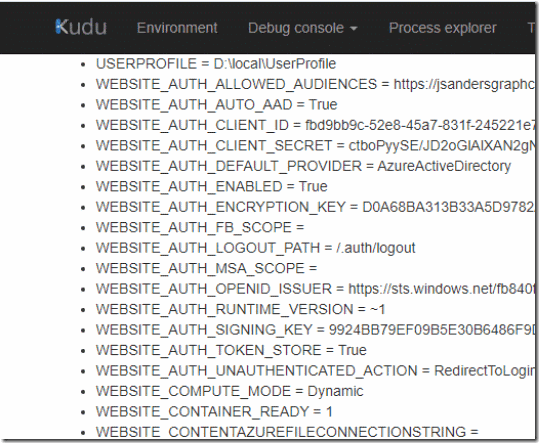 Kudu Environment Debug console Process explorer T
USERPROFILE = D:\local\UserProfile
WEBSITE_AUTH_ALLOWED_AUDIENCES = https://jsandersgraphc
WEBSITE_AUTH_AUTO_AAD = True
WEBSITE_AUTH_CLIENT_ID = fbd9bb9c-52e8-45a7-831f-245221e7
WEBSITE_AUTH_CLIENT_SECRET = ctboPyySE/JD2oGIAIXAN2gN
WEBSITE_AUTH_DEFAULT_PROVIDER = AzureActiveDirectory
WEBSITE_AUTH_ENABLED = True
WEBSITE_AUTH_ENCRYPTION_KEY = D0A68BA313B33A5D9782
WEBSITE_AUTH_FB_SCOPE =
WEBSITE_AUTH_LOGOUT_PATH = /.auth/logout
WEBSITE_AUTH_MSA_SCOPE =
WEBSITE_AUTH_OPENID_ISSUER = https://sts.windows.net/fb840f
WEBSITE_AUTH_RUNTIME_VERSION = ~1
WEBSITE_AUTH_SIGNING_KEY = 9924BB79EF09B5E30B6486F9D
WEBSITE_AUTH_TOKEN_STORE = True
WEBSITE_AUTH_UNAUTHENTICATED_ACTION = RedirectToLogin
WEBSITE_COMPUTE_MODE = Dynamic
WEBSITE_CONTAINER_READY = 1
WEBSITE_CONTENTAZUREFILECONNECTIONSTRING =